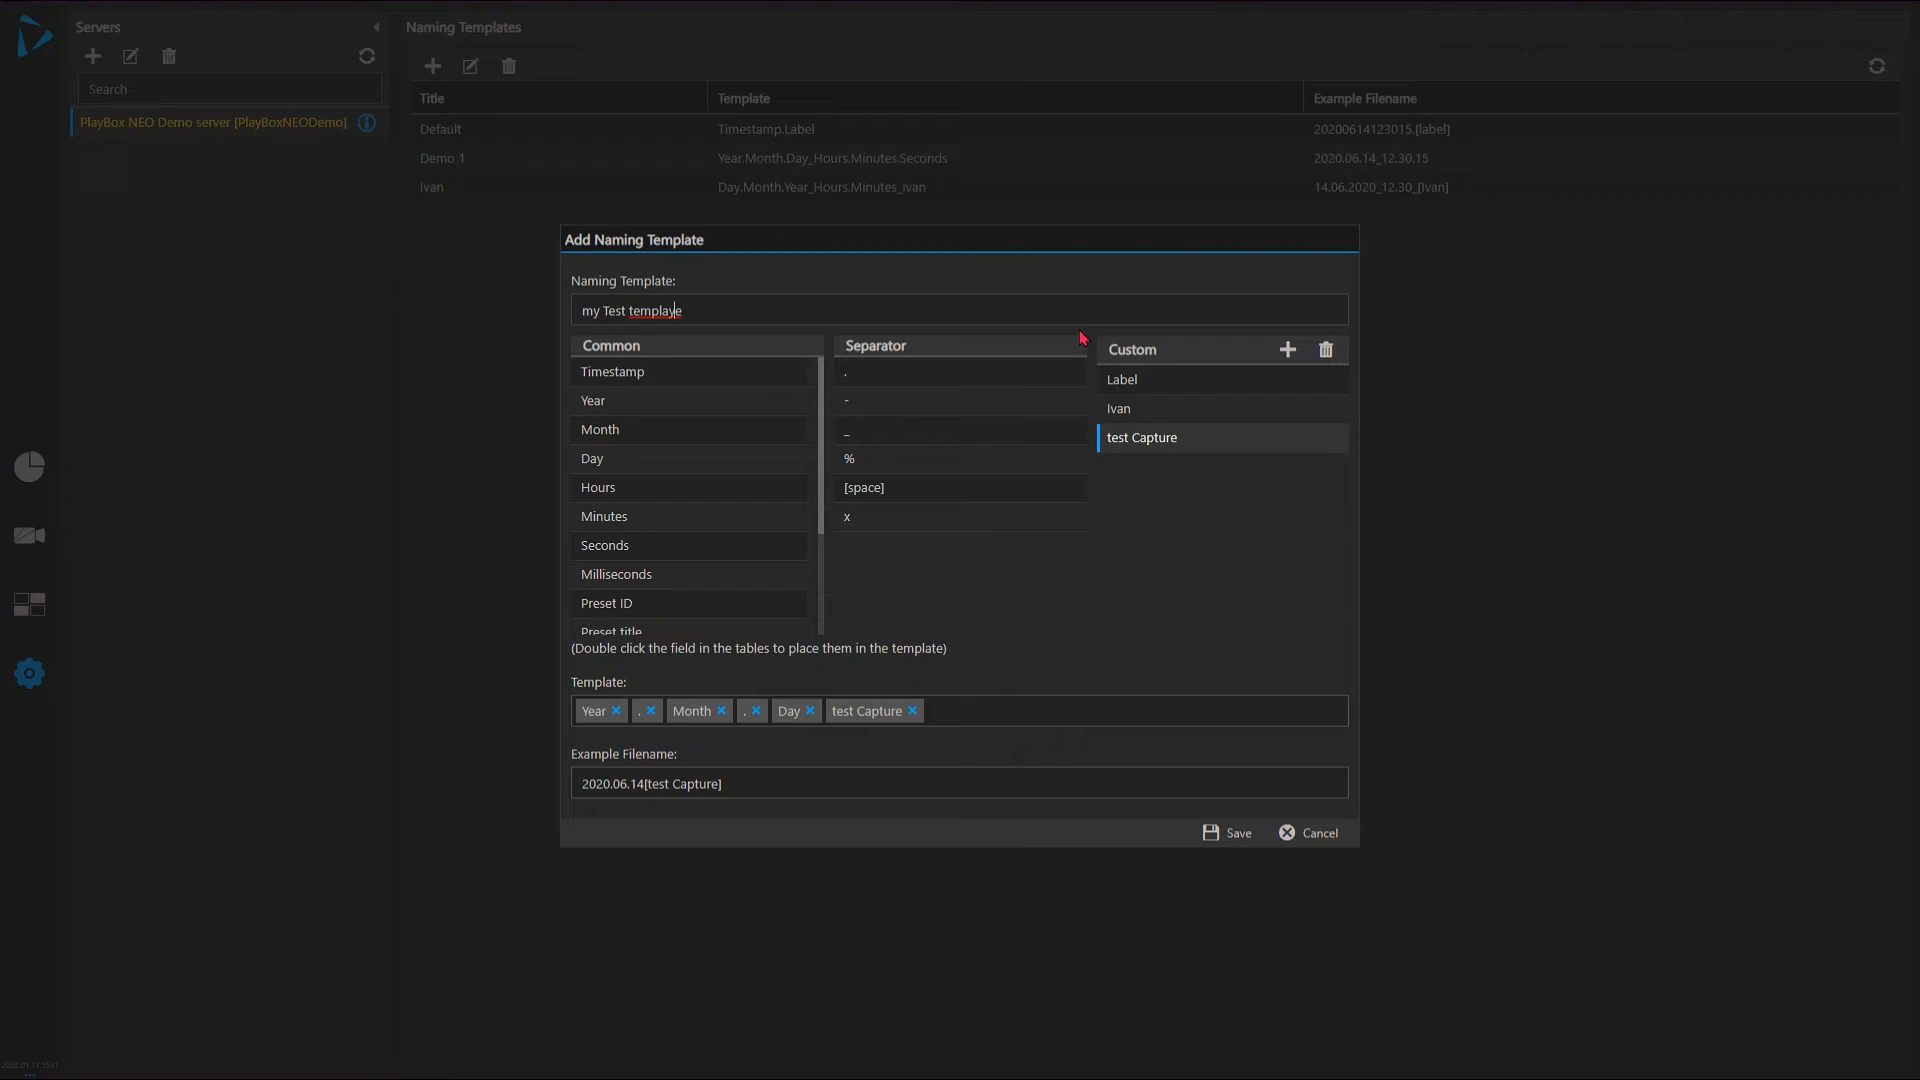 Servers
Naming Templates
Search
Title Template Example Filename
PlayBox NEO Demo server [PlayBoxNEODemo]
Default Timestamp.Label 20200614123015.[label]
Demo 1 Year.Month.Day_Hours.Minutes.Seconds 2020.06.14_12.30.15
Ivan Day.Month.Year_Hours.Minutes_Ivan 14.06.2020_12.30_[Ivan]
Add Naming Template
Naming Template:
my Test templaye
Common Separator Custom
Timestamp .
Label
Year -
Ivan
Month _
test Capture
Day %
Hours [space]
Minutes x
Seconds
Milliseconds
Preset ID
Preset title
(Double click the field in the tables to place them in the template)
Template:
Year . Month . Day test Capture
Example Filename:
2020.06.14[test Capture]
Save Cancel
2022.01.17.1531